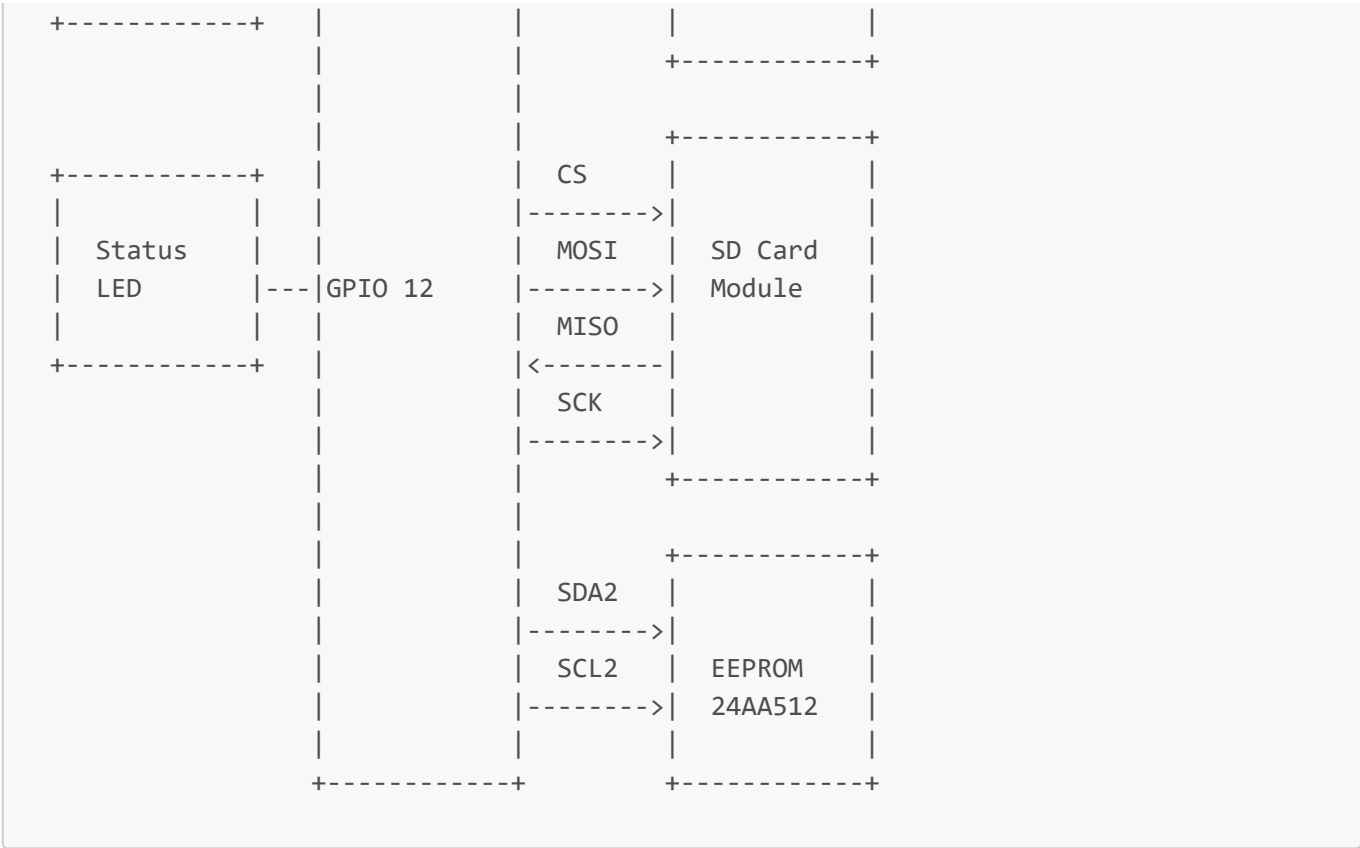 CS
Status MOSI SD Card
LED GPIO 12 Module
MISO
SCK
SDA2
SCL2 EEPROM
24AA512